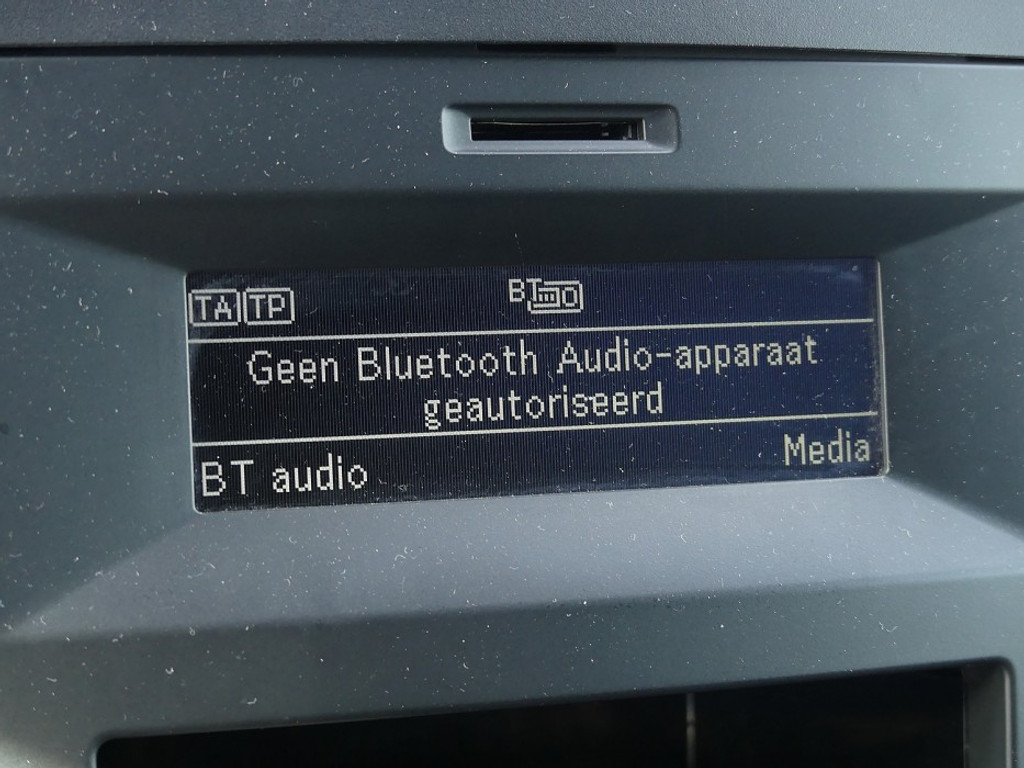 TA TP BT
Geen Bluetooth Audio-apparaat
geautoriseerd
BT audio Media